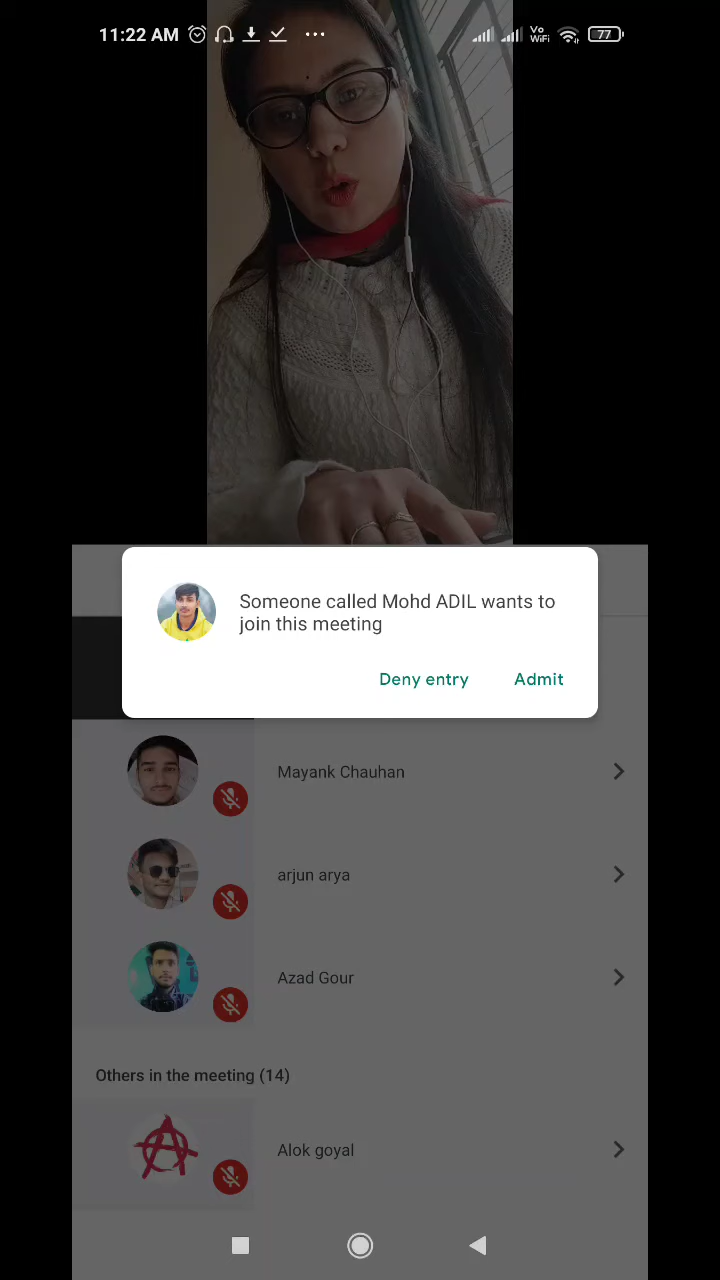 11:22 AM
Vo
WiFi
77
Someone called Mohd ADIL wants to
join this meeting
Deny entry
Admit
Mayank Chauhan
arjun arya
Azad Gour
Others in the meeting (14)
Alok goyal